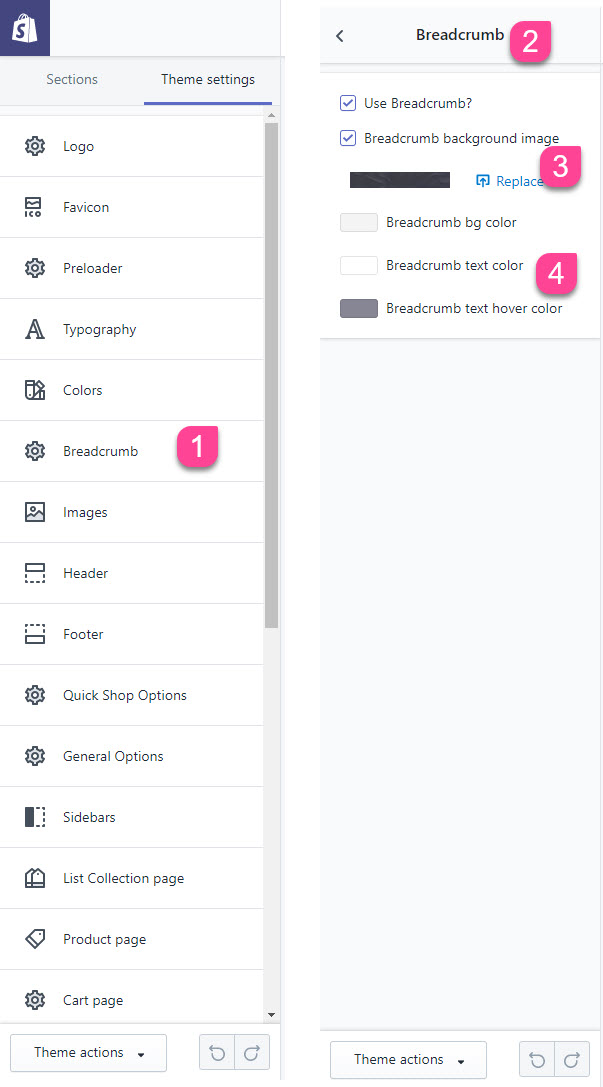 Sections
Theme settings
Logo
ICO
Favicon
Preloader
Typography
Colors
Breadcrumb
1
Images
Header
Footer
Quick Shop Options
General Options
Sidebars
List Collection page
Product page
Cart page
Theme actions
Breadcrumb
2
Use Breadcrumb?
Breadcrumb background image
3
Replace
Breadcrumb bg color
Breadcrumb text color
4
Breadcrumb text hover color
Theme actions